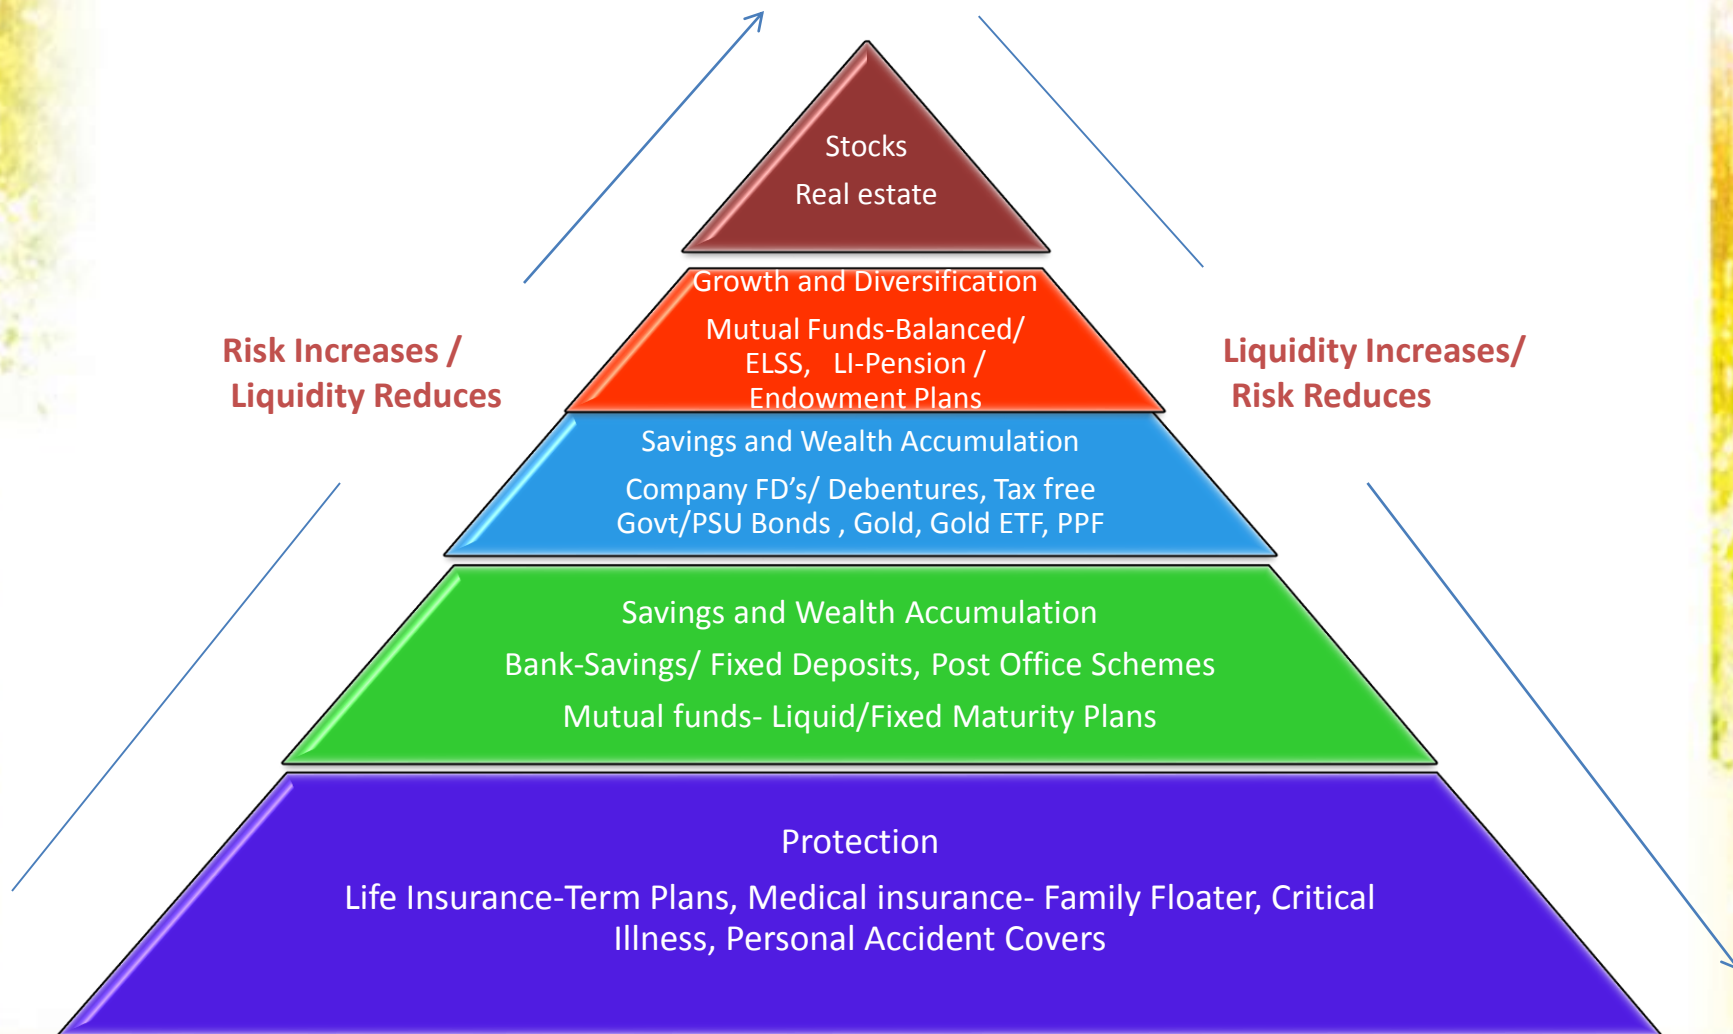 Stocks
Real estate
Growth and Diversification
Mutual Funds-Balanced/
ELSS,   LI-Pension /
Endowment Plans
Risk Increases /
Liquidity Reduces
Liquidity Increases/
Risk Reduces
Savings and Wealth Accumulation
Company FD’s/ Debentures, Tax free
Govt/PSU Bonds , Gold, Gold ETF, PPF
Savings and Wealth Accumulation
Bank-Savings/ Fixed Deposits, Post Office Schemes
Mutual funds- Liquid/Fixed Maturity Plans
Protection
Life Insurance-Term Plans, Medical insurance- Family Floater, Critical
Illness, Personal Accident Covers